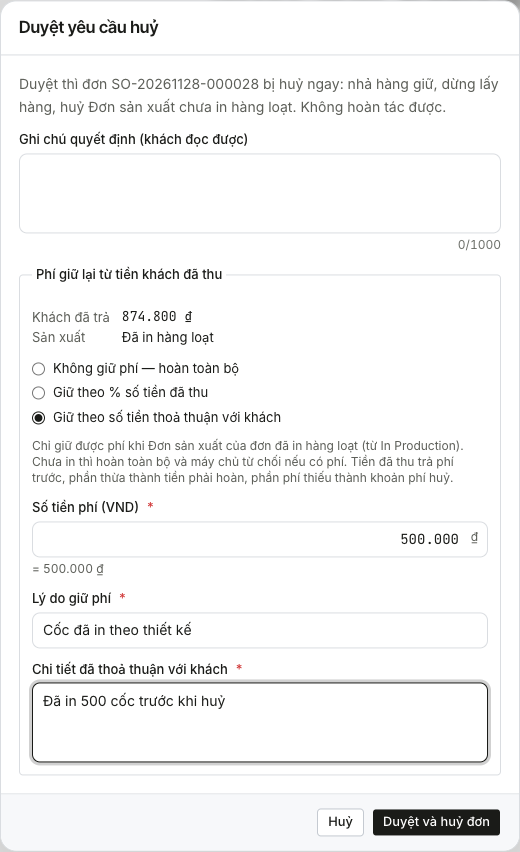 Duyệt yêu cầu huỷ
Duyệt thì đơn SO-20261128-000028 bị huỷ ngay: nhả hàng giữ, dừng lấy
hàng, huỷ Đơn sản xuất chưa in hàng loạt. Không hoàn tác được.
Ghi chú quyết định (khách đọc được)
0/1000
Phí giữ lại từ tiền khách đã thu
Khách đã trả 874.800 ₫
Sản xuất Đã in hàng loạt
Không giữ phí — hoàn toàn bộ
Giữ theo % số tiền đã thu
Giữ theo số tiền thoả thuận với khách
Chỉ giữ được phí khi Đơn sản xuất của đơn đã in hàng loạt (từ In Production).
Chưa in thì hoàn toàn bộ và máy chủ từ chối nếu có phí. Tiền đã thu trả phí
trước, phần thừa thành tiền phải hoàn, phần phí thiếu thành khoản phí huỷ.
Số tiền phí (VND) *
500.000 ₫
= 500.000 ₫
Lý do giữ phí *
Cốc đã in theo thiết kế
Chi tiết đã thoả thuận với khách *
Đã in 500 cốc trước khi huỷ
Huỷ Duyệt và huỷ đơn